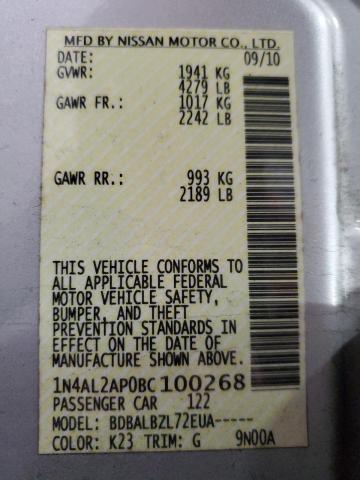 MFD BY NISSAN MOTOR CO., LTD.
DATE: 09/10
GVWR: 1941 KG
4279 LB
GAWR FR.: 1017 KG
2242 LB
GAWR RR.: 993 KG
2189 LB
THIS VEHICLE CONFORMS TO
ALL APPLICABLE FEDERAL
MOTOR VEHICLE SAFETY,
BUMPER, AND THEFT
PREVENTION STANDARDS IN
EFFECT ON THE DATE OF
MANUFACTURE SHOWN ABOVE.
1N4AL2AP0BC100268
PASSENGER CAR 122
MODEL: BDBALBZL72EUA-----
COLOR: K23 TRIM: G 9N00A